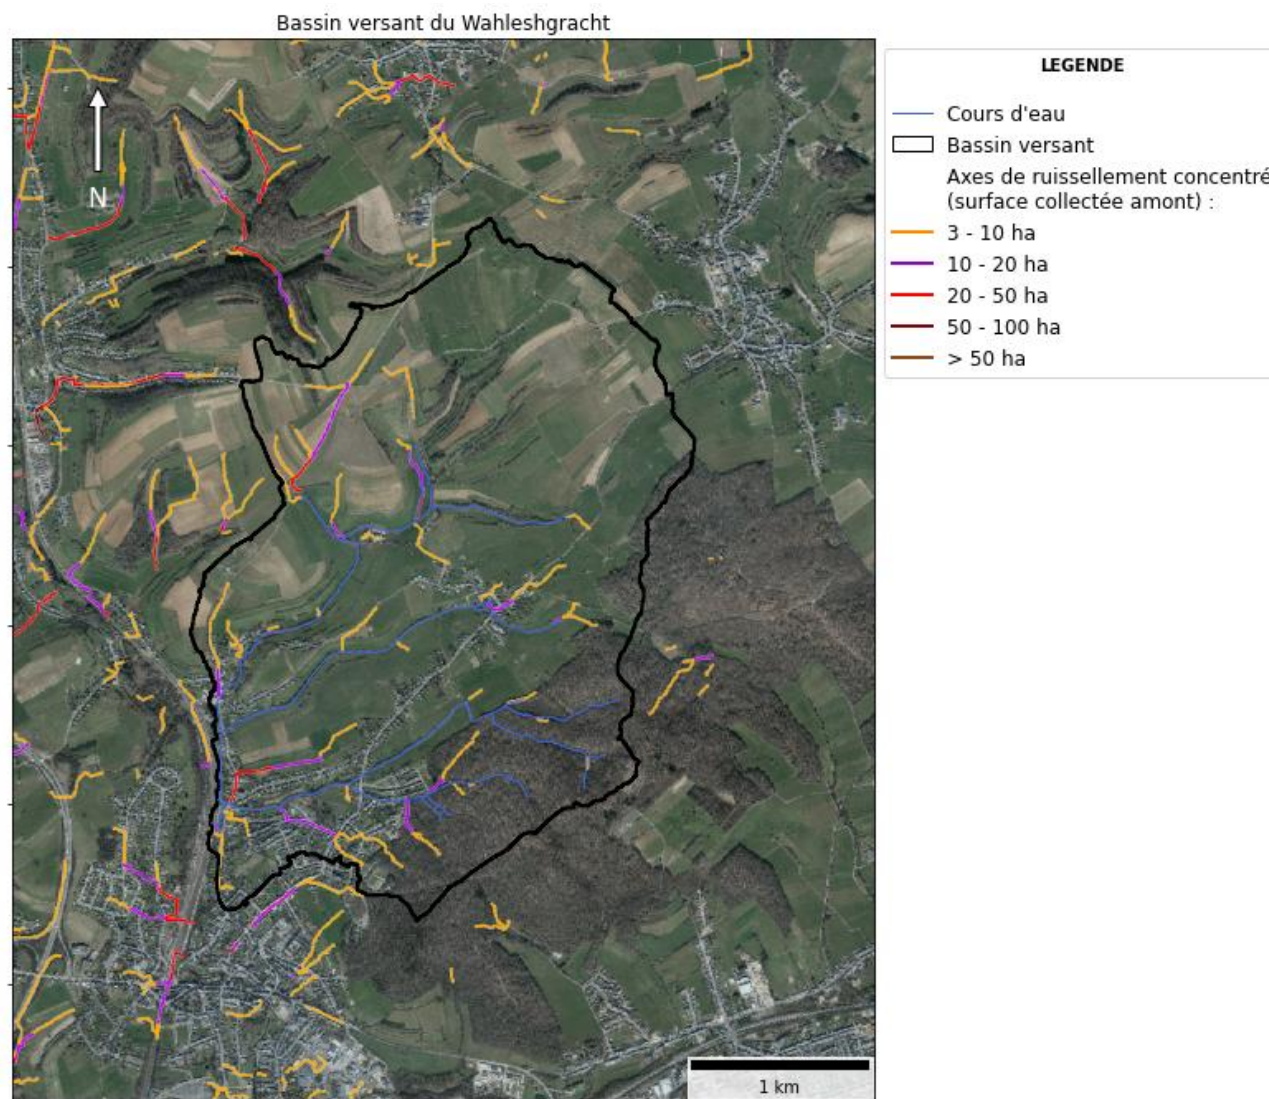 Bassin versant du Wahleshgracht
N
1 km
LEGENDE
Cours d'eau
Bassin versant
Axes de ruissellement concentré
(surface collectée amont) :
3 - 10 ha
10 - 20 ha
20 - 50 ha
50 - 100 ha
> 50 ha